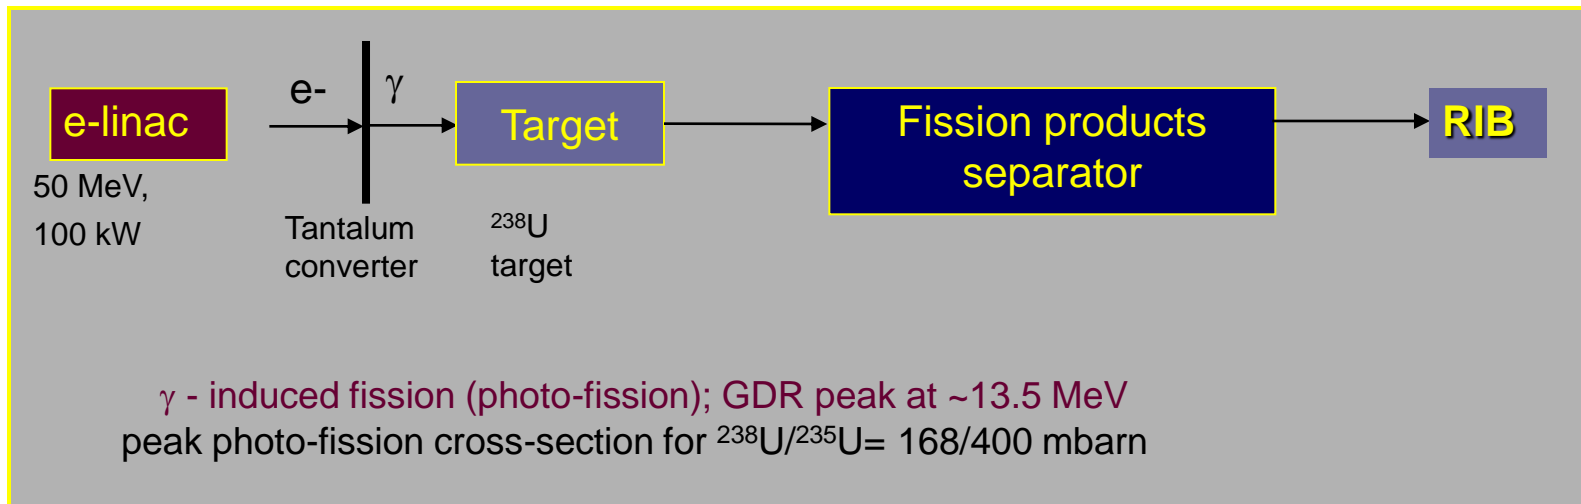 e-linac
50 MeV,
100 kW
e-
γ
Tantalum
converter
Target
²³⁸U
target
Fission products
separator
RIB
γ - induced fission (photo-fission); GDR peak at ~13.5 MeV
peak photo-fission cross-section for ²³⁸U/²³⁵U= 168/400 mbarn